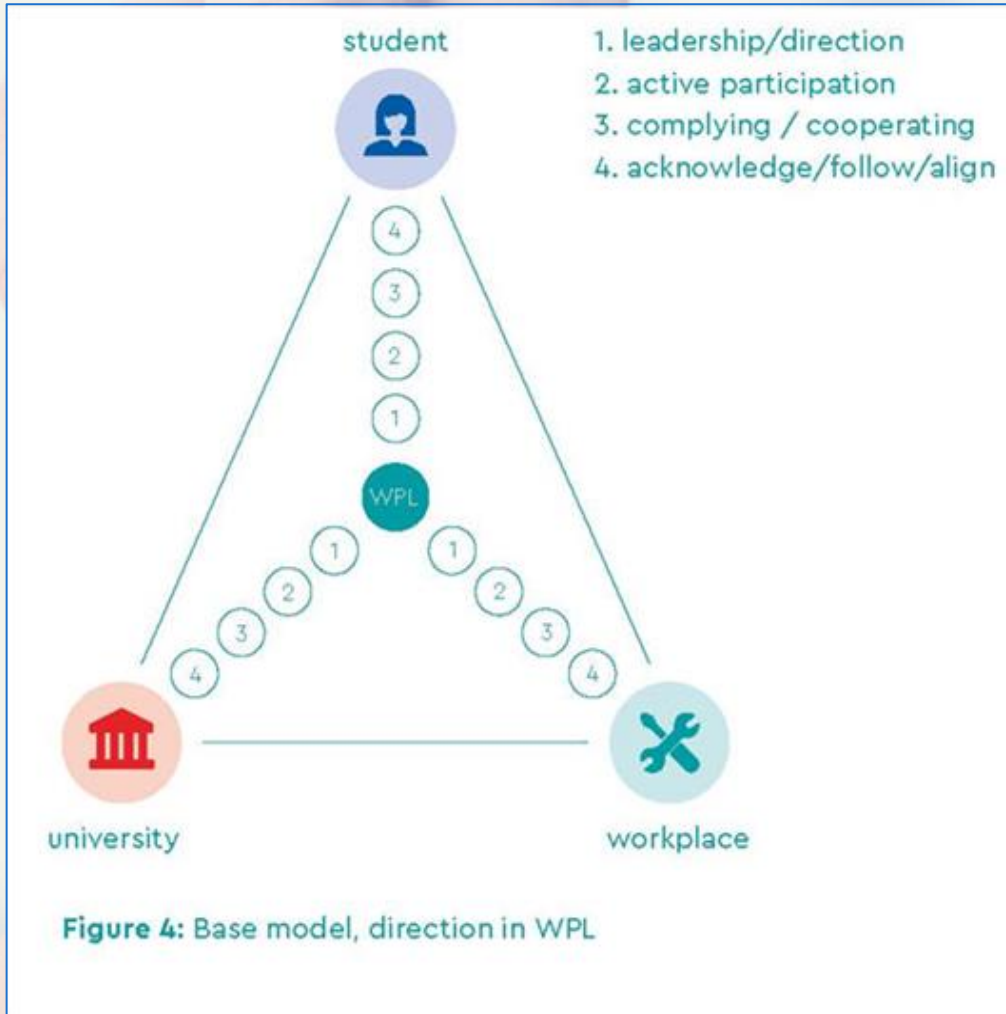 student
1. leadership/direction
2. active participation
3. complying / cooperating
4. acknowledge/follow/align
4
3
2
1
WPL
1
1
2
2
3
3
4
4
university
workplace
Figure 4: Base model, direction in WPL